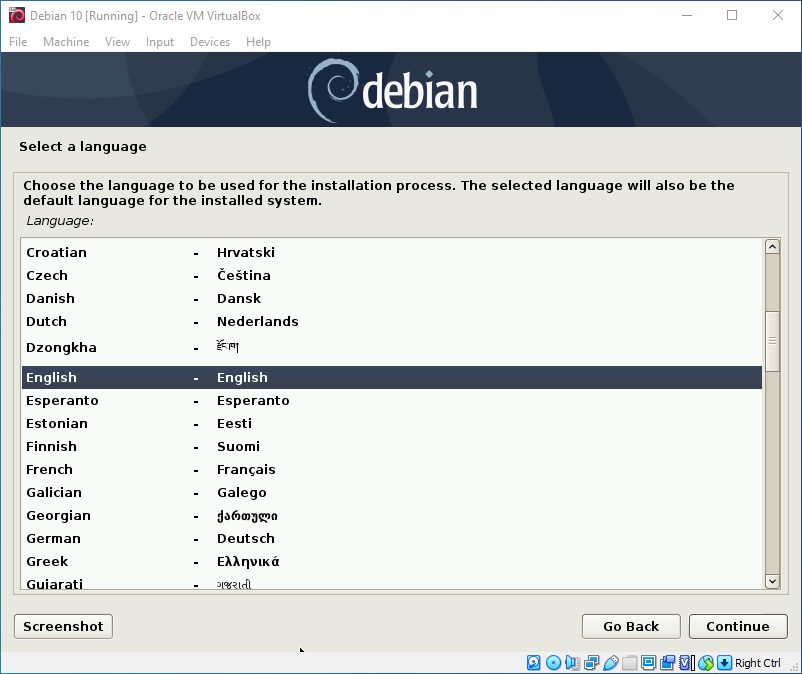 Debian 10 [Running] - Oracle VM VirtualBox
File Machine View Input Devices Help
debian
Select a language
Choose the language to be used for the installation process. The selected language will also be the
default language for the installed system.
Language:
Croatian - Hrvatski
Czech - Čeština
Danish - Dansk
Dutch - Nederlands
Dzongkha - རྫོང་ཁ།
English - English
Esperanto - Esperanto
Estonian - Eesti
Finnish - Suomi
French - Français
Galician - Galego
Georgian - ქართული
German - Deutsch
Greek - Ελληνικά
Gujarati - ગુજરાતી
Screenshot Go Back Continue
Right Ctrl